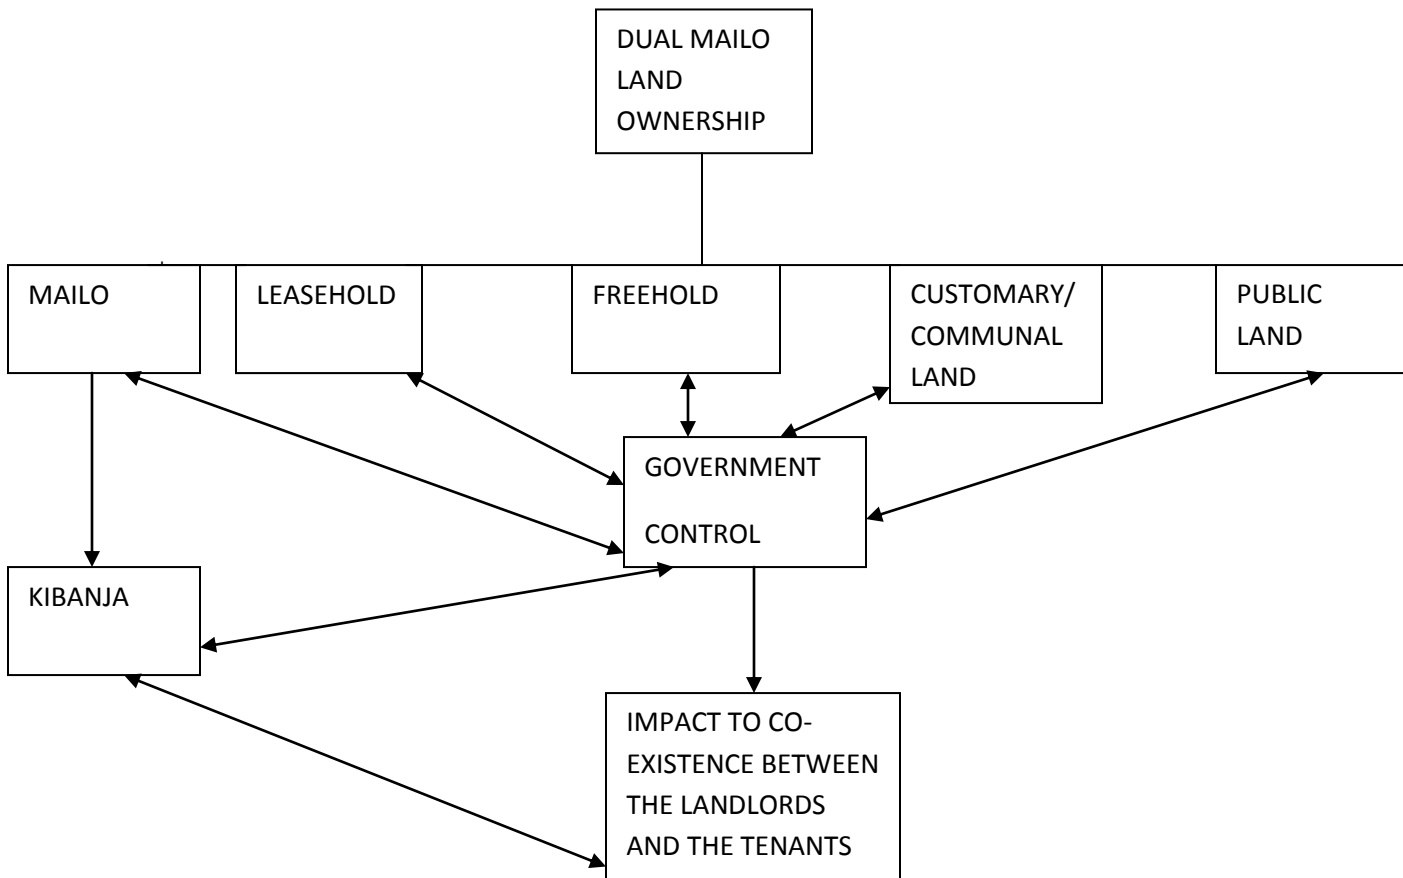 DUAL MAILO
LAND
OWNERSHIP
MAILO
LEASEHOLD
FREEHOLD
CUSTOMARY/
COMMUNAL
LAND
PUBLIC
LAND
GOVERNMENT
CONTROL
KIBANJA
IMPACT TO CO-
EXISTENCE BETWEEN
THE LANDLORDS
AND THE TENANTS